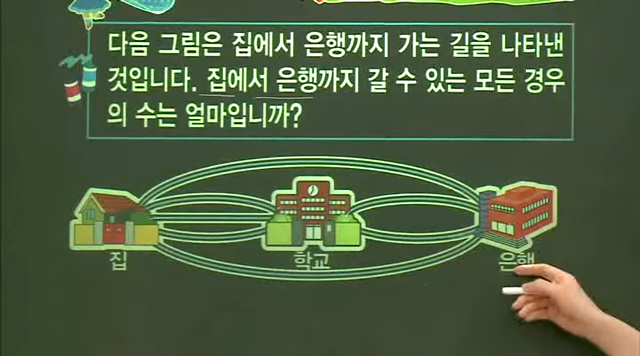 다음 그림은 집에서 은행까지 가는 길을 나타낸
것입니다. 집에서 은행까지 갈 수 있는 모든 경우
의 수는 얼마입니까?
집 학교 은행